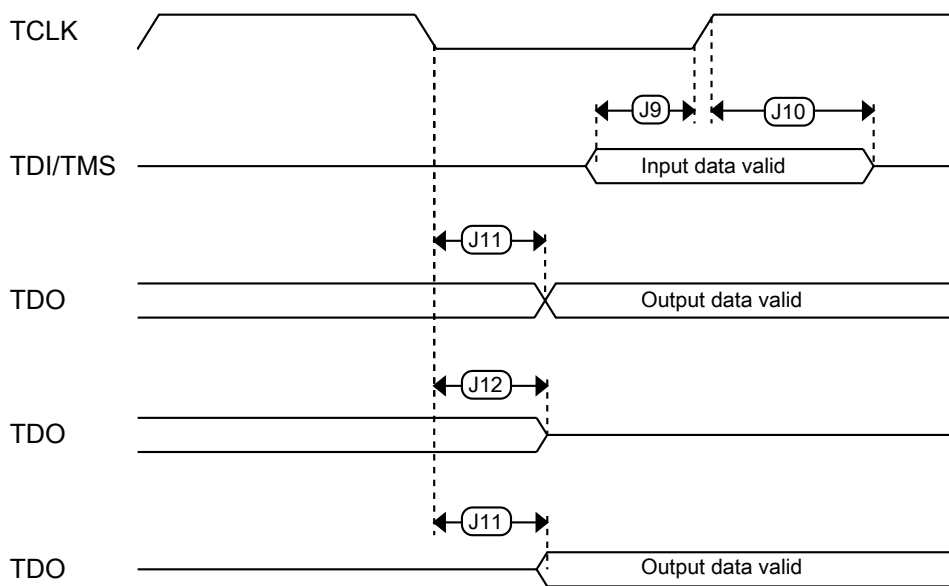 TCLK
J9
J10
TDI/TMS
Input data valid
J11
TDO
Output data valid
J12
TDO
J11
TDO
Output data valid